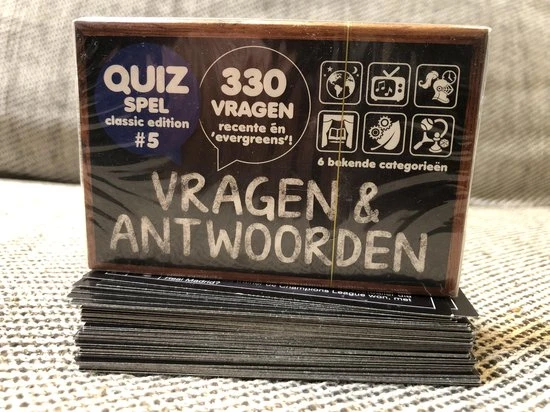 QUIZ
SPEL
classic edition
#5
330
VRAGEN
recente én
'evergreens'!
6 bekende categorieën
VRAGEN &
ANTWOORDEN
Real Madrid?
de Champions League won, met